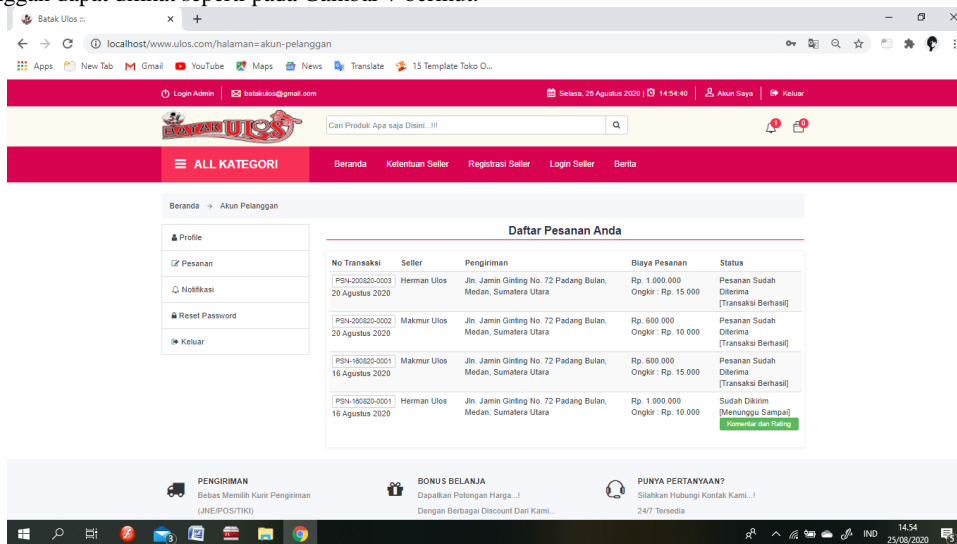 nggan dapat dilihat seperti pada Gambar 7 berikut.
Batak Ulos ::.
localhost/www.ulos.com/halaman=akun-pelanggan
Apps New Tab Gmail YouTube Maps News Translate 15 Template Toko O...
Login Admin batakulos@gmail.com Selasa, 25 Agustus 2020 | 14:54:40 Akun Saya Keluar
BATAK ULOS Cari Produk Apa saja Disini...!!! 0 0
ALL KATEGORI Beranda Ketentuan Seller Registrasi Seller Login Seller Berita
Beranda → Akun Pelanggan
Profile
Pesanan
Notifikasi
Reset Password
Keluar
Daftar Pesanan Anda
No Transaksi Seller Pengiriman Biaya Pesanan Status
PSN-200820-0003 Herman Ulos Jln. Jamin Ginting No. 72 Padang Bulan, Rp. 1.000.000 Pesanan Sudah
20 Agustus 2020 Medan, Sumatera Utara Ongkir : Rp. 15.000 Diterima
[Transaksi Berhasil]
PSN-200820-0002 Makmur Ulos Jln. Jamin Ginting No. 72 Padang Bulan, Rp. 600.000 Pesanan Sudah
20 Agustus 2020 Medan, Sumatera Utara Ongkir : Rp. 10.000 Diterima
[Transaksi Berhasil]
PSN-160820-0001 Makmur Ulos Jln. Jamin Ginting No. 72 Padang Bulan, Rp. 600.000 Pesanan Sudah
16 Agustus 2020 Medan, Sumatera Utara Ongkir : Rp. 15.000 Diterima
[Transaksi Berhasil]
PSN-160820-0001 Herman Ulos Jln. Jamin Ginting No. 72 Padang Bulan, Rp. 1.000.000 Sudah Dikirim
16 Agustus 2020 Medan, Sumatera Utara Ongkir : Rp. 10.000 [Menunggu Sampai]
Komentar dan Rating
PENGIRIMAN
Bebas Memilih Kurir Pengiriman
(JNE/POS/TIKI)
BONUS BELANJA
Dapatkan Potongan Harga...!
Dengan Berbagai Discount Dari Kami...
PUNYA PERTANYAAN?
Silahkan Hubungi Kontak Kami...!
24/7 Tersedia
IND 14.54
25/08/2020